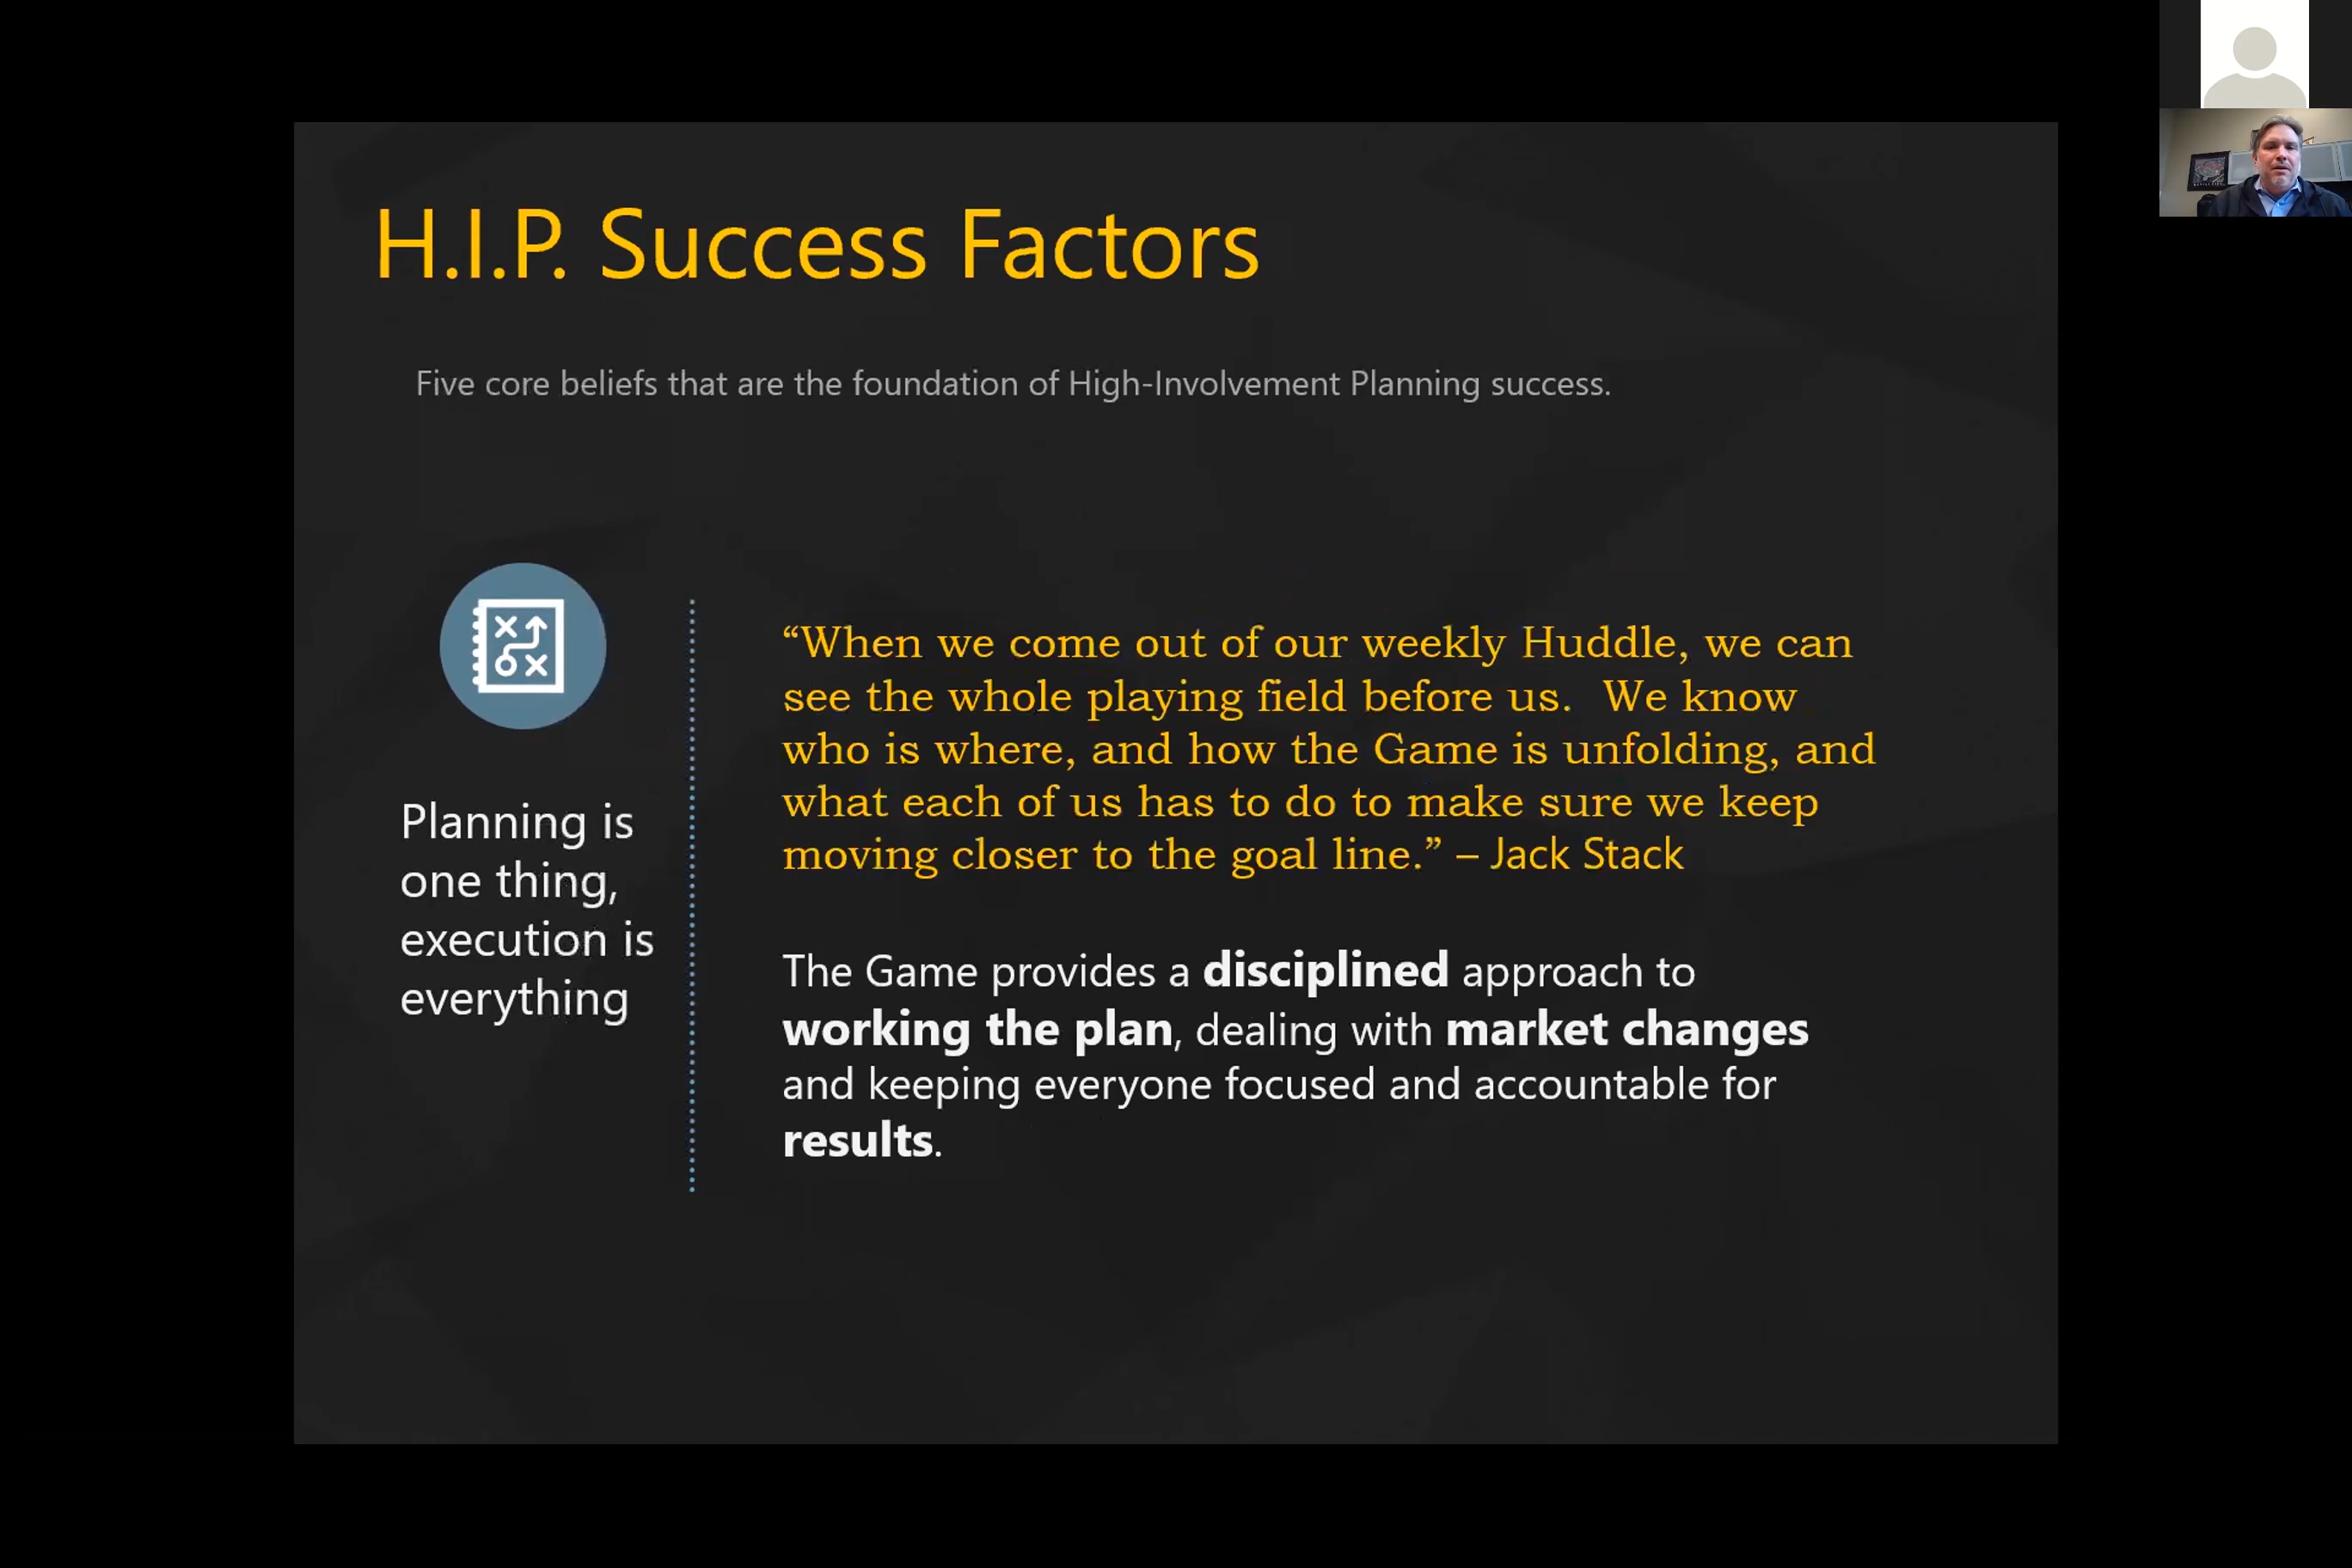 H.I.P. Success Factors
Five core beliefs that are the foundation of High-Involvement Planning success.
Planning is
one thing,
execution is
everything
“When we come out of our weekly Huddle, we can
see the whole playing field before us.  We know
who is where, and how the Game is unfolding, and
what each of us has to do to make sure we keep
moving closer to the goal line.” – Jack Stack
The Game provides a disciplined approach to
working the plan, dealing with market changes
and keeping everyone focused and accountable for
results.